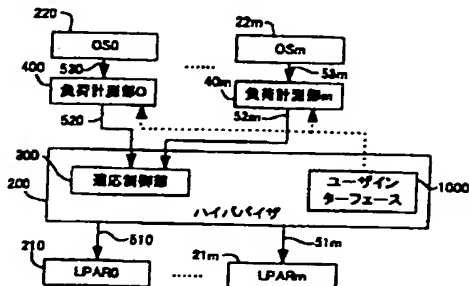 220
22m
OS0
OSm
530
53m
400
負荷計測部0
40m
負荷計測部m
520
52m
300
適応制御部
200
ユーザイン
ターフェース
1000
ハイパバイザ
510
51m
210
LPAR0
21m
LPARm